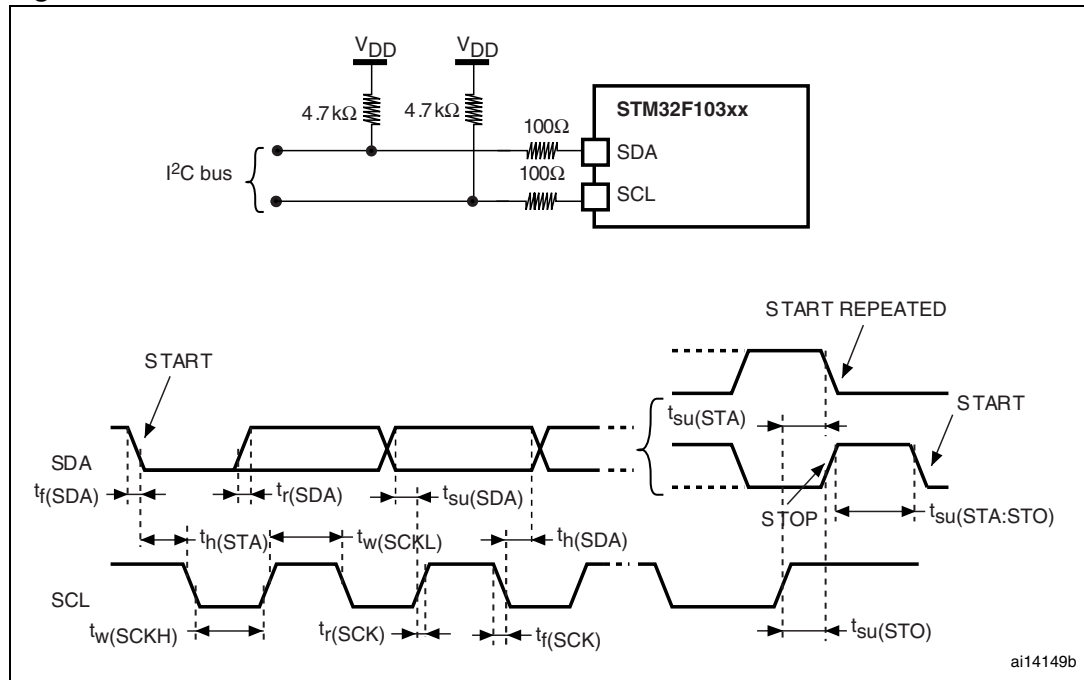 VDD VDD
4.7kΩ 4.7kΩ
STM32F103xx
100Ω
SDA
I²C bus
100Ω
SCL
START REPEATED
START
START
tsu(STA)
SDA
tf(SDA)
tr(SDA)
tsu(SDA)
STOP
tsu(STA:STO)
th(STA)
tw(SCKL)
th(SDA)
SCL
tw(SCKH)
tr(SCK)
tf(SCK)
tsu(STO)
ai14149b